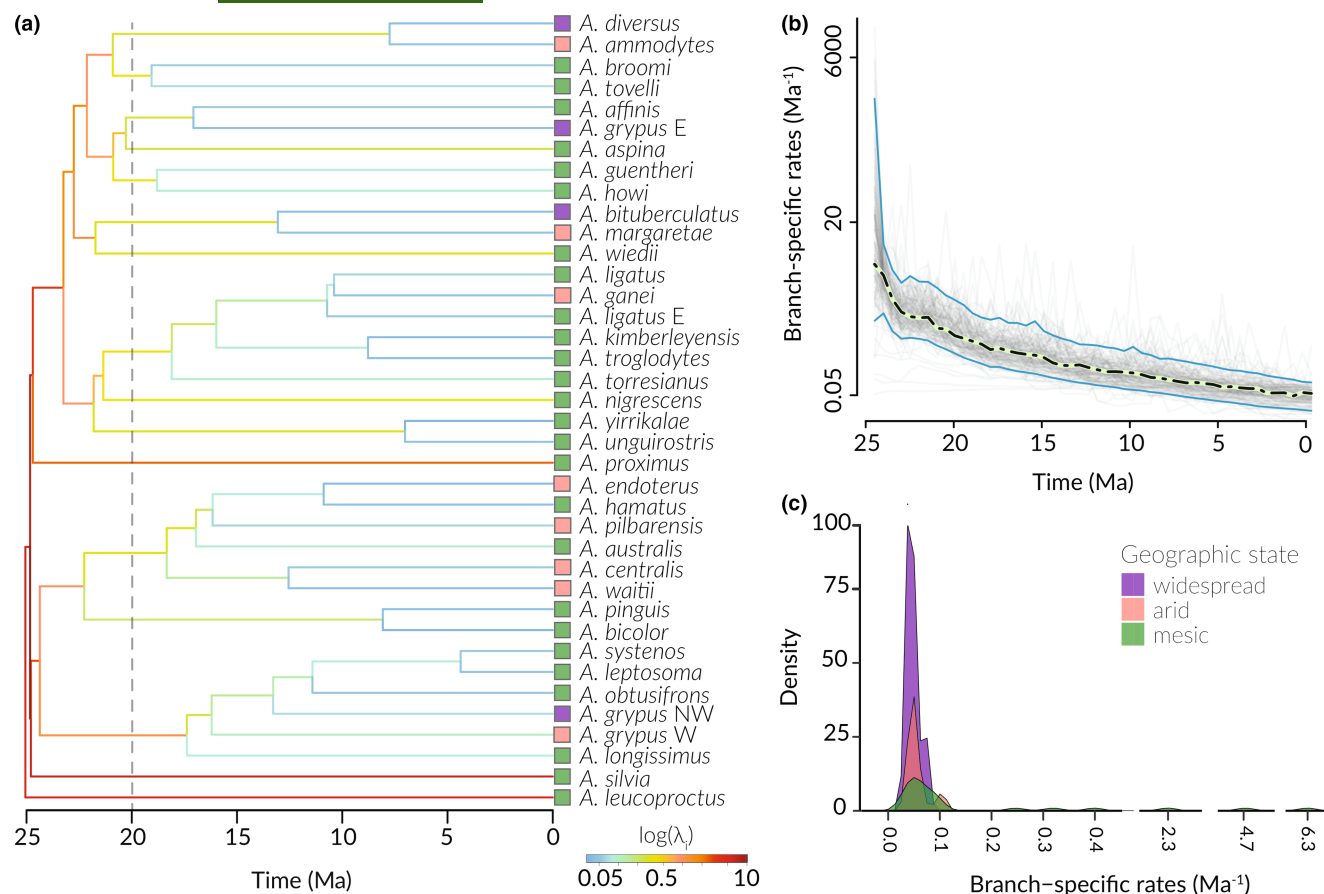 (a)
A. diversus
A. ammodytes
A. broomi
A. tovelli
A. affinis
A. grypus E
A. aspina
A. guentheri
A. howi
A. bituberculatus
A. margaretae
A. wiedii
A. ligatus
A. ganei
A. ligatus E
A. kimberleyensis
A. troglodytes
A. torresianus
A. nigrescens
A. yirrikalae
A. unguirostris
A. proximus
A. endoterus
A. hamatus
A. pilbarensis
A. australis
A. centralis
A. waitii
A. pinguis
A. bicolor
A. systenos
A. leptosoma
A. obtusifrons
A. grypus NW
A. grypus W
A. longissimus
A. silvia
A. leucoproctus
25 20 15 10 5 0
Time (Ma)
log(λi)
0.05 0.5 10
(b)
Branch-specific rates (Ma-1)
6000
20
0.05
25 20 15 10 5 0
Time (Ma)
(c)
Density
100
75
50
25
0
Geographic state
widespread
arid
mesic
0.0 0.1 0.2 0.3 0.4 2.3 4.7 6.3
Branch−specific rates (Ma-1)